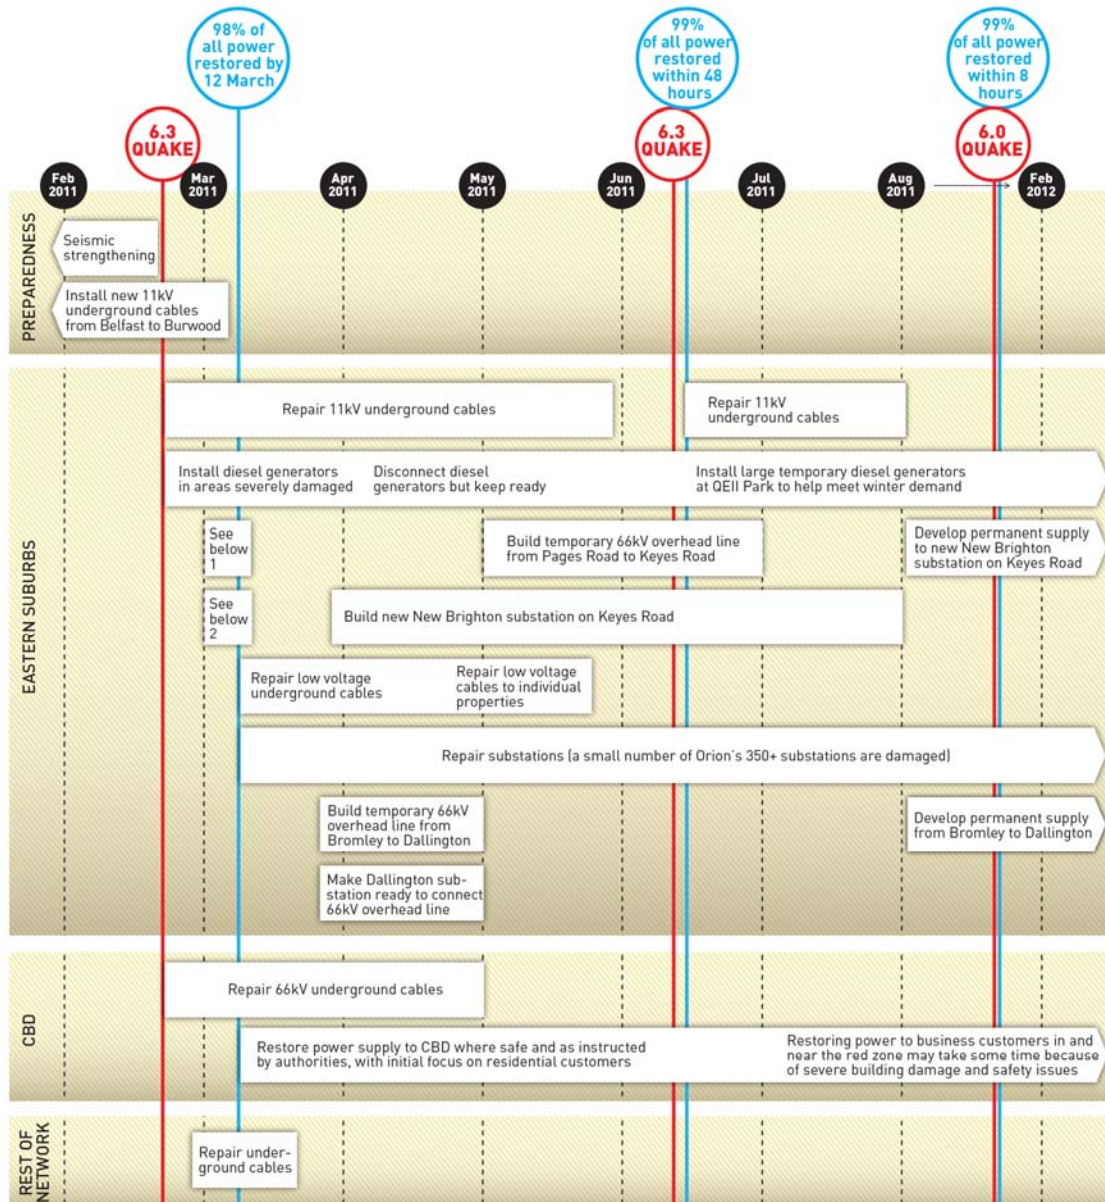 98% of
all power
restored by
12 March
99%
of all power
restored
within 48
hours
99%
of all power
restored
within 8
hours
6.3
QUAKE
6.3
QUAKE
6.0
QUAKE
Feb
2011
Mar
2011
Apr
2011
May
2011
Jun
2011
Jul
2011
Aug
2011
Feb
2012
PREPAREDNESS
Seismic
strengthening
Install new 11kV
underground cables
from Belfast to Burwood
EASTERN SUBURBS
Repair 11kV underground cables
Repair 11kV
underground cables
Install diesel generators
in areas severely damaged
Disconnect diesel
generators but keep ready
Install large temporary diesel generators
at QEII Park to help meet winter demand
See
below
1
Build temporary 66kV overhead line
from Pages Road to Keyes Road
Develop permanent supply
to new New Brighton
substation on Keyes Road
See
below
2
Build new New Brighton substation on Keyes Road
Repair low voltage
underground cables
Repair low voltage
cables to individual
properties
Repair substations (a small number of Orion's 350+ substations are damaged)
Build temporary 66kV
overhead line from
Bromley to Dallington
Develop permanent supply
from Bromley to Dallington
Make Dallington sub-
station ready to connect
66kV overhead line
CBD
Repair 66kV underground cables
Restore power supply to CBD where safe and as instructed
by authorities, with initial focus on residential customers
Restoring power to business customers in and
near the red zone may take some time because
of severe building damage and safety issues
REST OF
NETWORK
Repair under-
ground cables